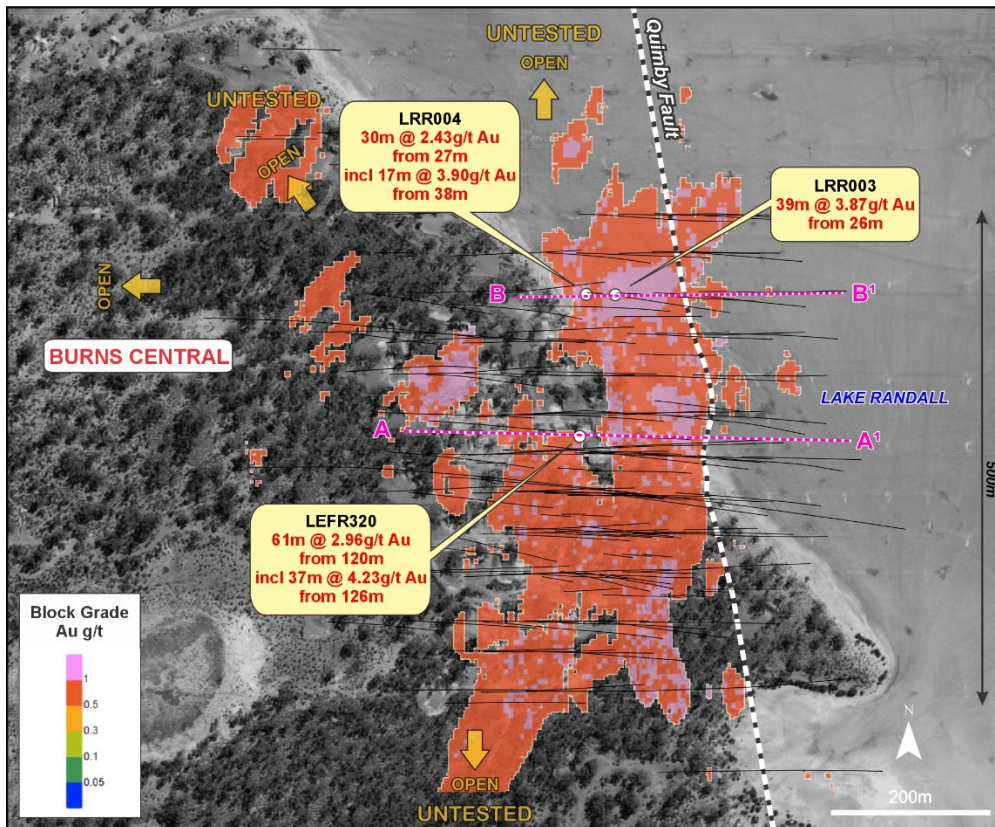 UNTESTED
OPEN
Quimby Fault
UNTESTED
OPEN
LRR004
30m @ 2.43g/t Au
from 27m
incl 17m @ 3.90g/t Au
from 38m
LRR003
39m @ 3.87g/t Au
from 26m
OPEN
B
B¹
BURNS CENTRAL
LAKE RANDALL
A
A¹
500m
LEFR320
61m @ 2.96g/t Au
from 120m
incl 37m @ 4.23g/t Au
from 126m
Block Grade
Au g/t
1
0.5
0.3
0.1
0.05
N
OPEN
UNTESTED
200m